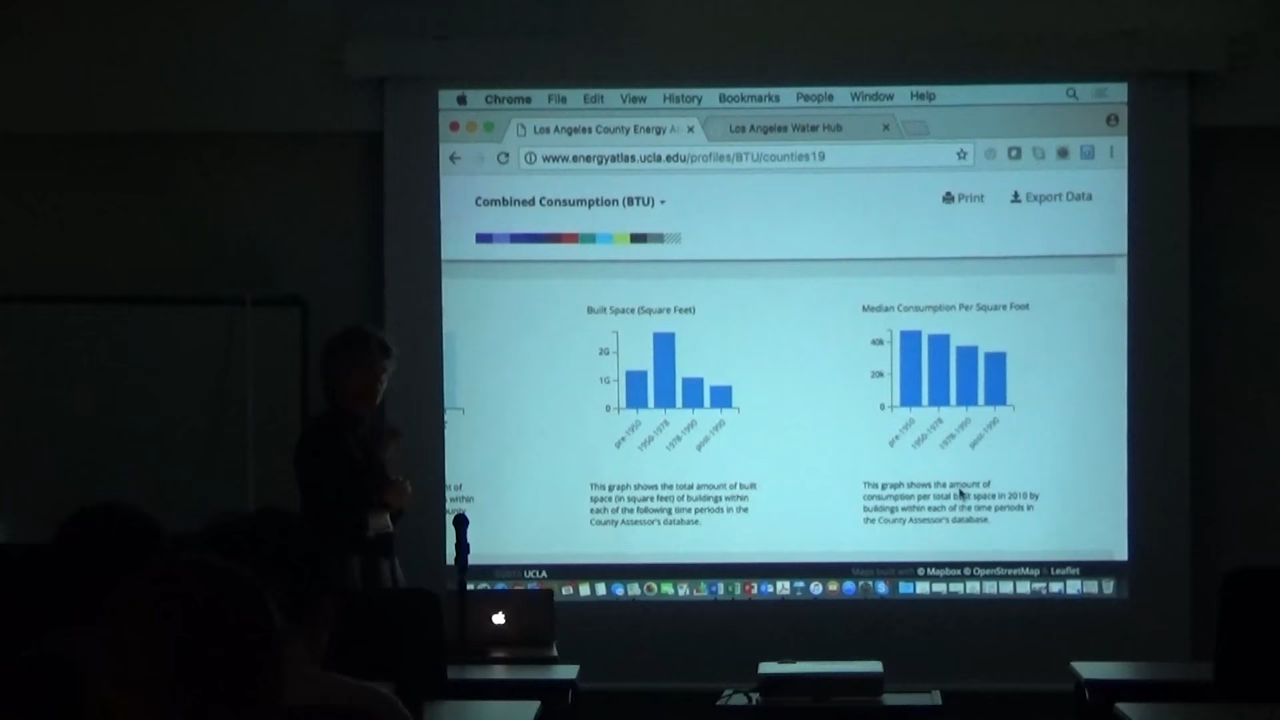 Chrome File Edit View History Bookmarks People Window Help
Los Angeles County Energy At
Los Angeles Water Hub
www.energyatlas.ucla.edu/profiles/BTU/counties19
Combined Consumption (BTU)
Print
Export Data
Built Space (Square Feet)
2G
1G
0
pre-1950
1950-1978
1978-1990
post-1990
This graph shows the total amount of built
space (in square feet) of buildings within
each of the following time periods in the
County Assessor's database.
Median Consumption Per Square Foot
40k
20k
0
pre-1950
1950-1978
1978-1990
post-1990
This graph shows the amount of
consumption per total built space in 2010 by
buildings within each of the time periods in
the County Assessor's database.
nt of
within
UCLA
© Mapbox © OpenStreetMap Leaflet